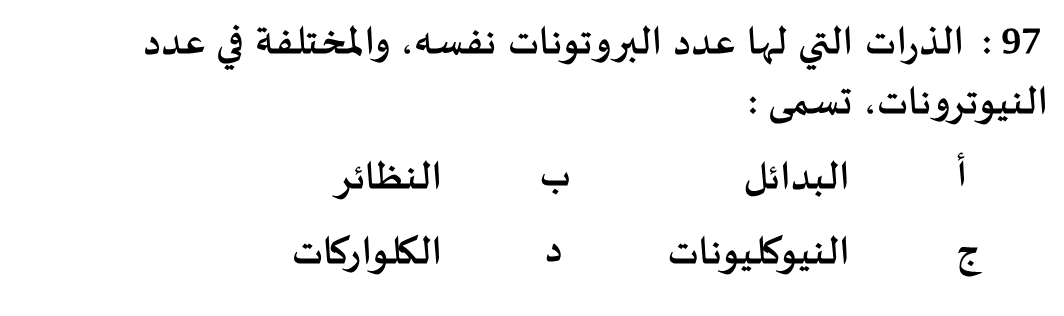 97 : الذرات التي لها عدد البروتونات نفسه، والمختلفة في عدد
النيوترونات، تسمى :
أ البدائل ب النظائر
ج النيوكليونات د الكلواركات